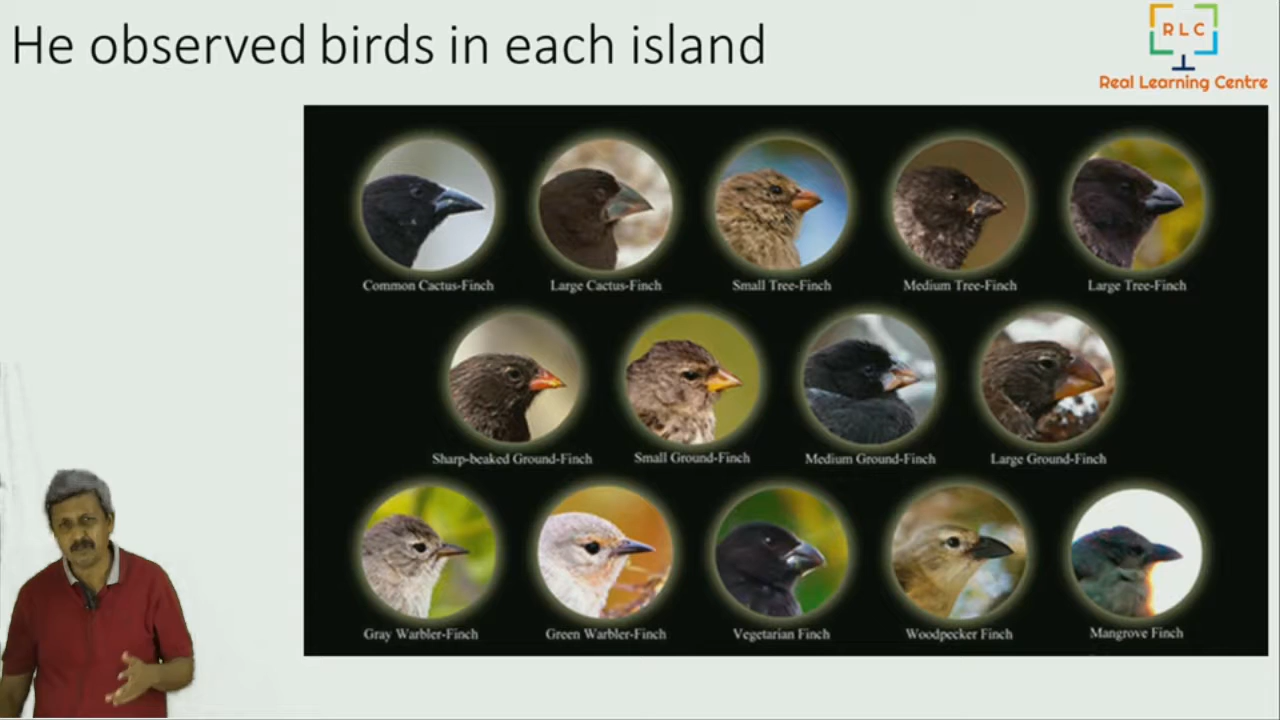 He observed birds in each island
RLC
Real Learning Centre
Common Cactus-Finch
Large Cactus-Finch
Small Tree-Finch
Medium Tree-Finch
Large Tree-Finch
Sharp-beaked Ground-Finch
Small Ground-Finch
Medium Ground-Finch
Large Ground-Finch
Gray Warbler-Finch
Green Warbler-Finch
Vegetarian Finch
Woodpecker Finch
Mangrove Finch